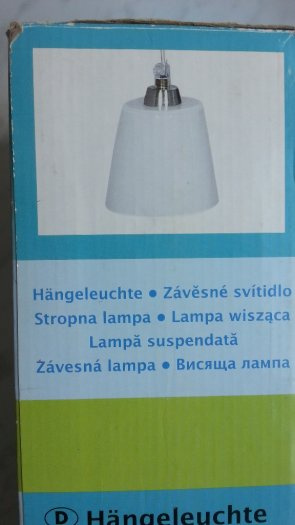 Hängeleuchte • Závěsné svítidlo
Stropna lampa • Lampa wisząca
Lampă suspendată
Závesná lampa • Висяща лампа
D Hängeleuchte